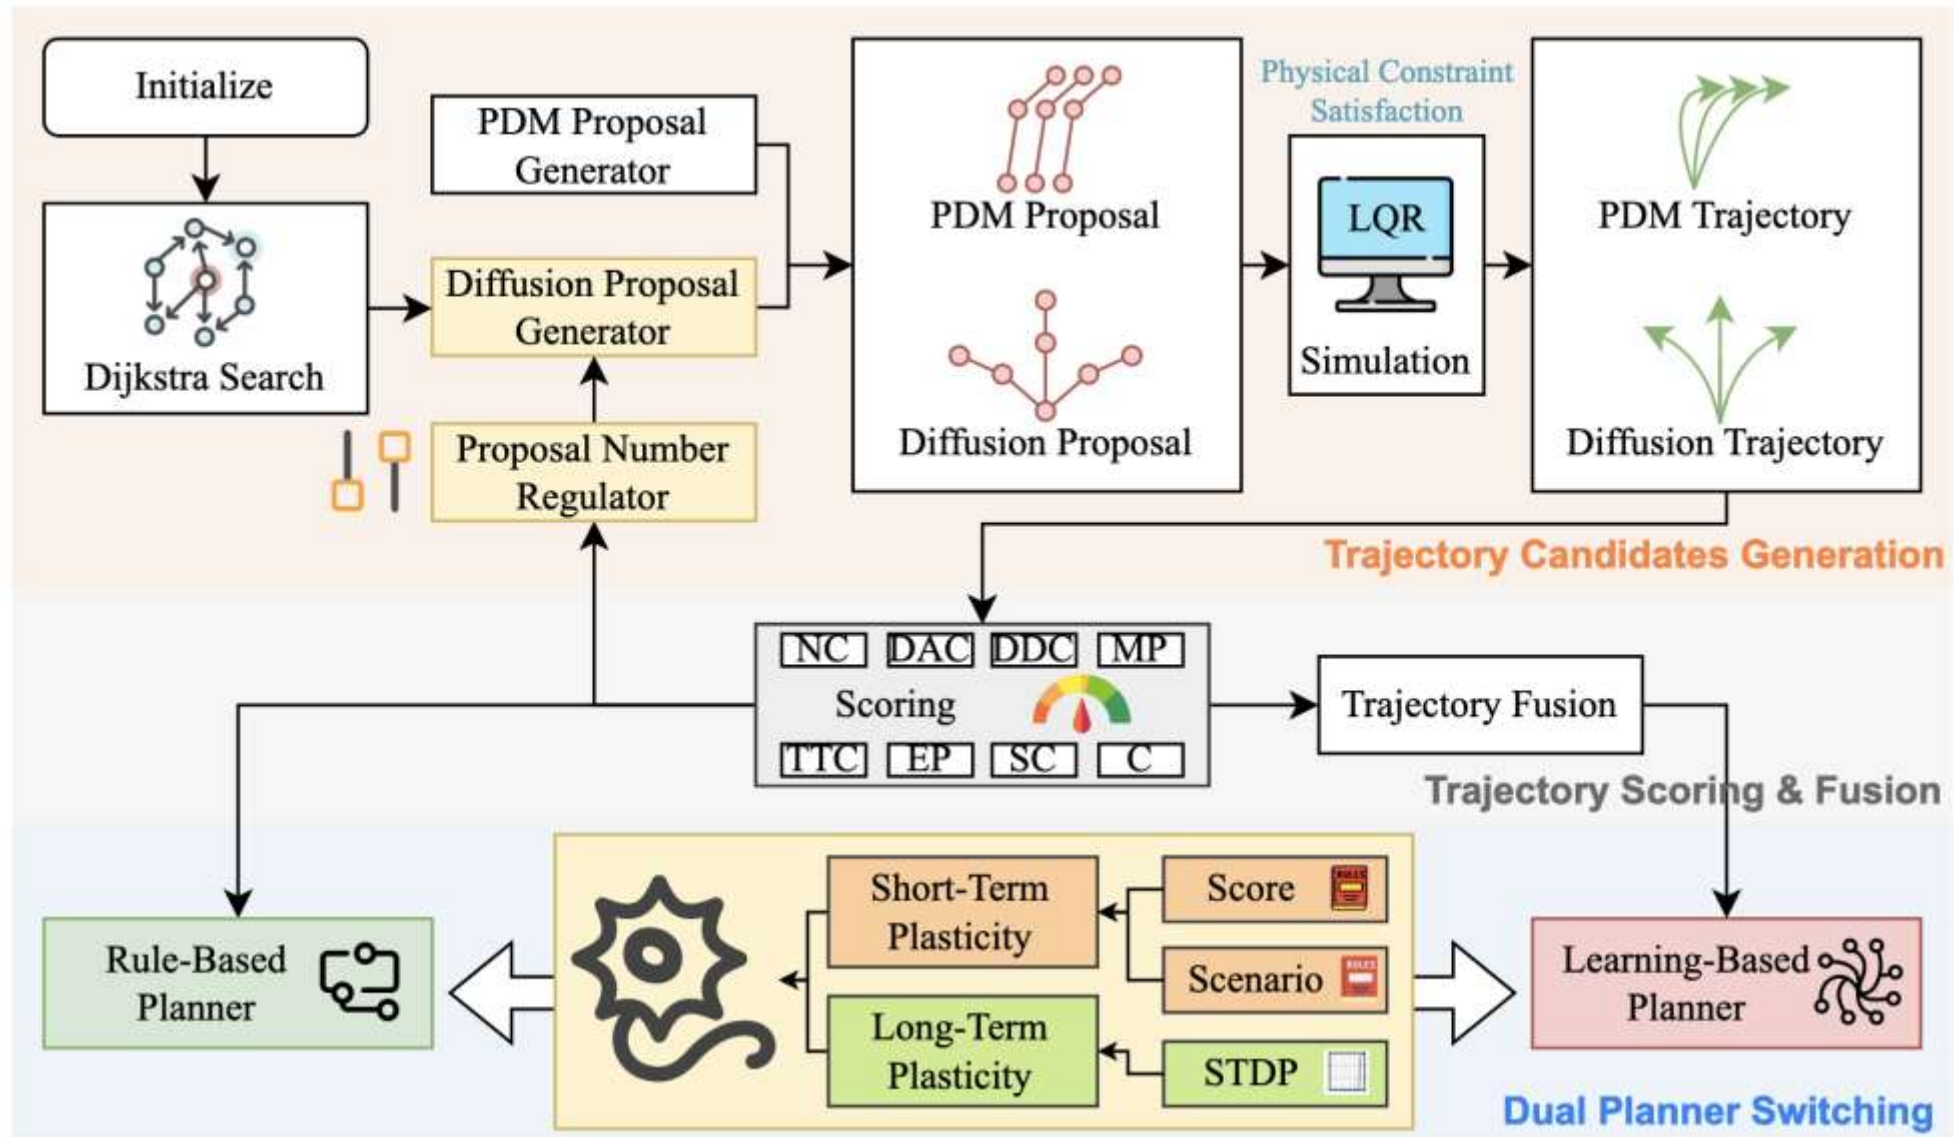 Initialize
Dijkstra Search
PDM Proposal
Generator
Diffusion Proposal
Generator
Proposal Number
Regulator
PDM Proposal
Diffusion Proposal
Physical Constraint
Satisfaction
LQR
Simulation
PDM Trajectory
Diffusion Trajectory
Trajectory Candidates Generation
NC DAC DDC MP
Scoring
TTC EP SC C
Trajectory Fusion
Trajectory Scoring & Fusion
Rule-Based
Planner
Short-Term
Plasticity
Long-Term
Plasticity
Score
RULES
Scenario
RULES
STDP
Learning-Based
Planner
Dual Planner Switching